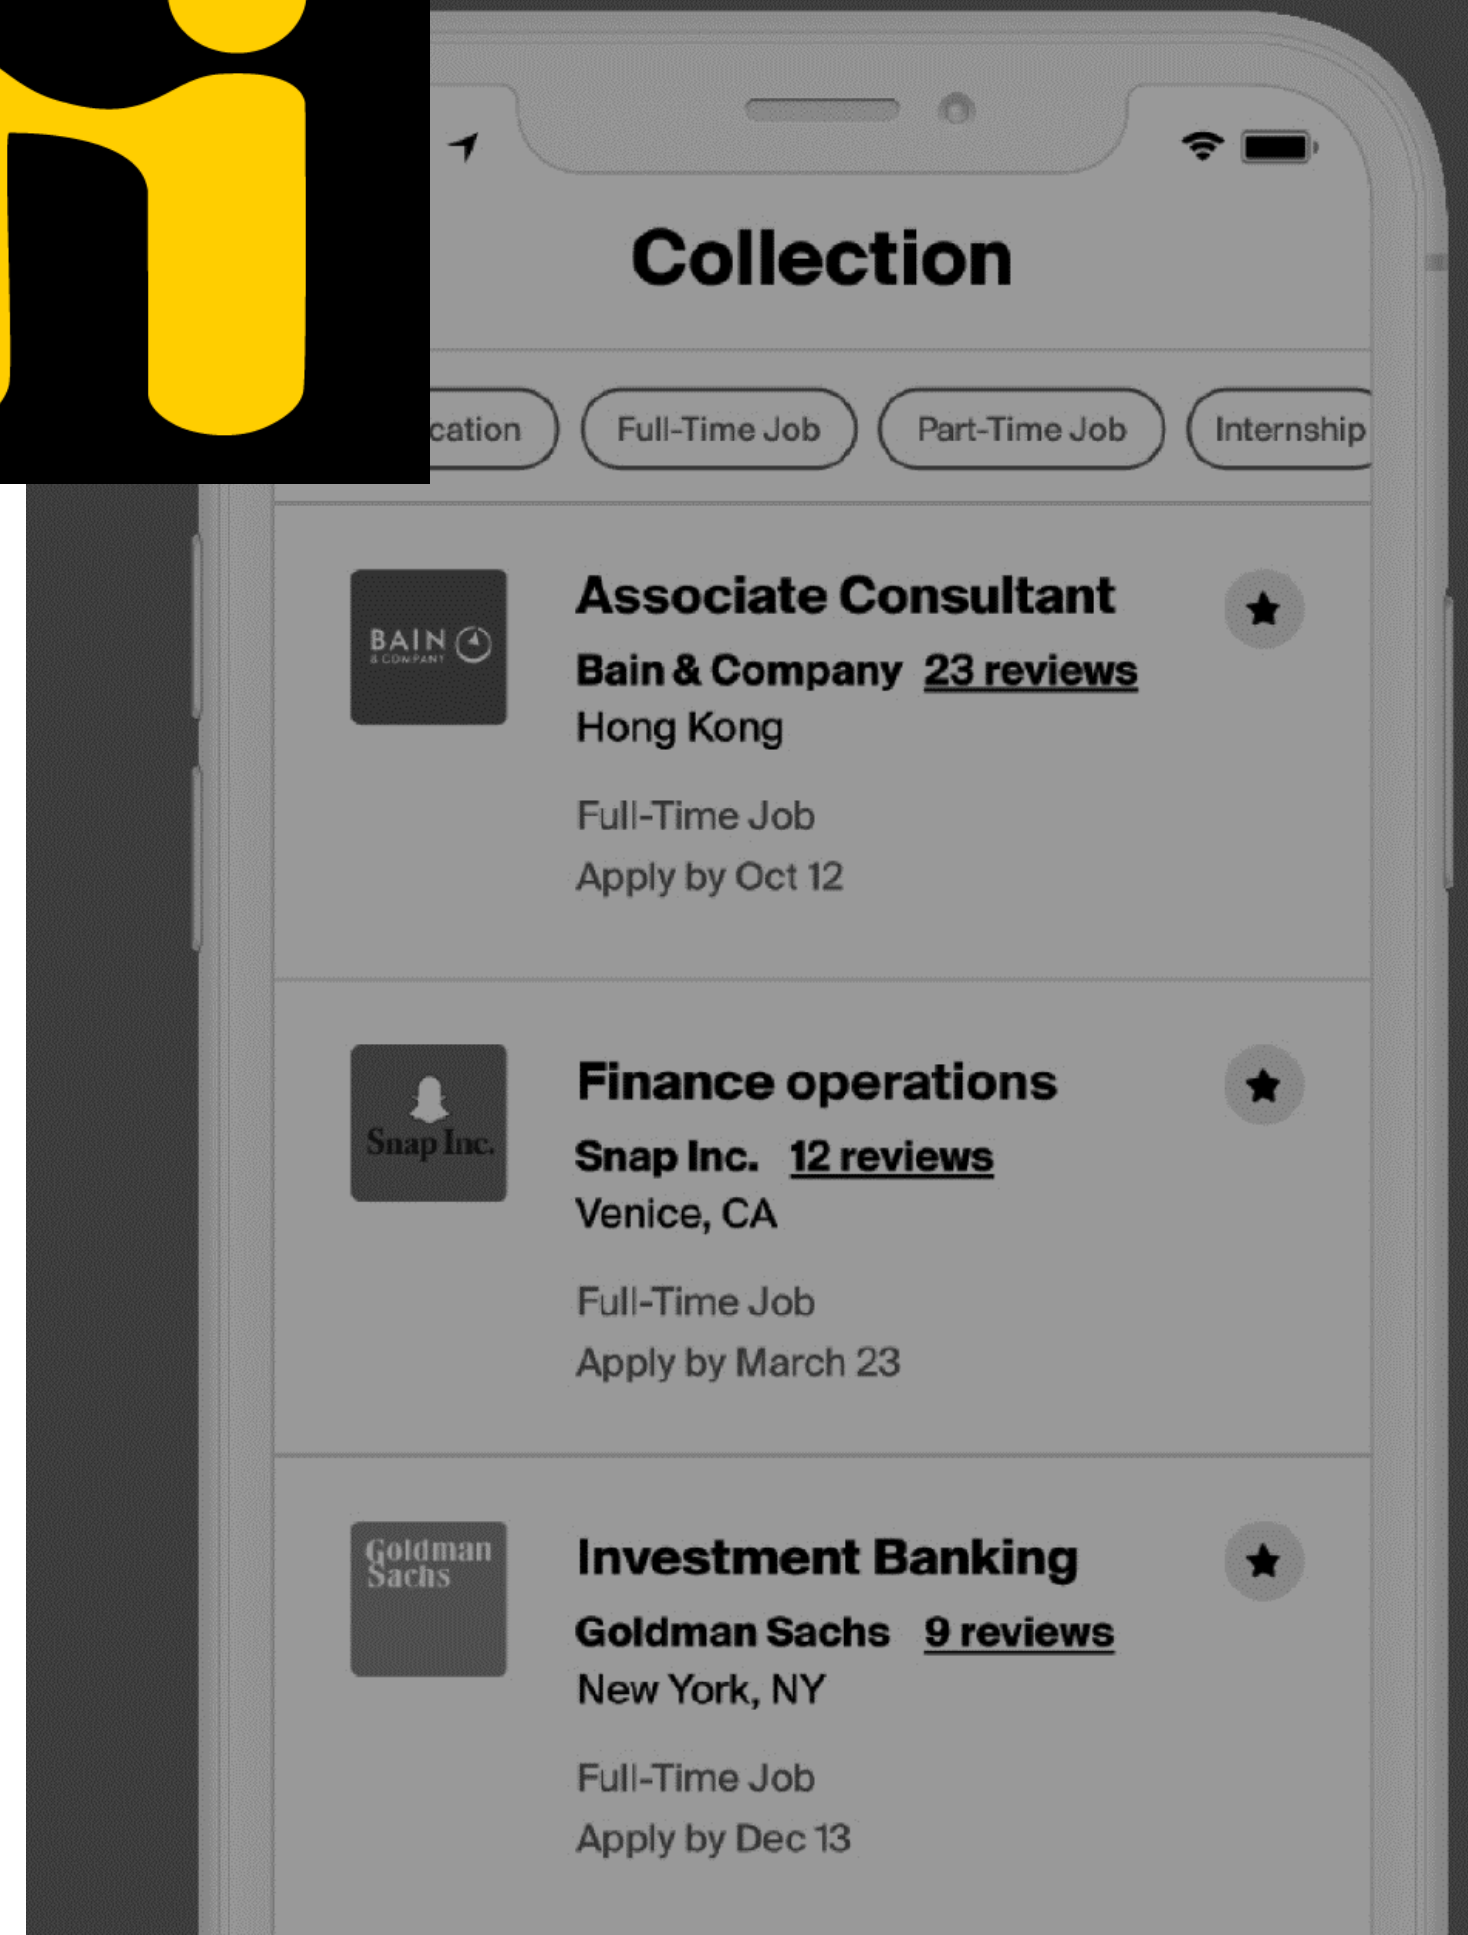 Collection
cation
Full-Time Job
Part-Time Job
Internship
BAIN
& COMPANY
Associate Consultant
Bain & Company 23 reviews
Hong Kong
Full-Time Job
Apply by Oct 12
Snap Inc.
Finance operations
Snap Inc. 12 reviews
Venice, CA
Full-Time Job
Apply by March 23
Goldman
Sachs
Investment Banking
Goldman Sachs 9 reviews
New York, NY
Full-Time Job
Apply by Dec 13